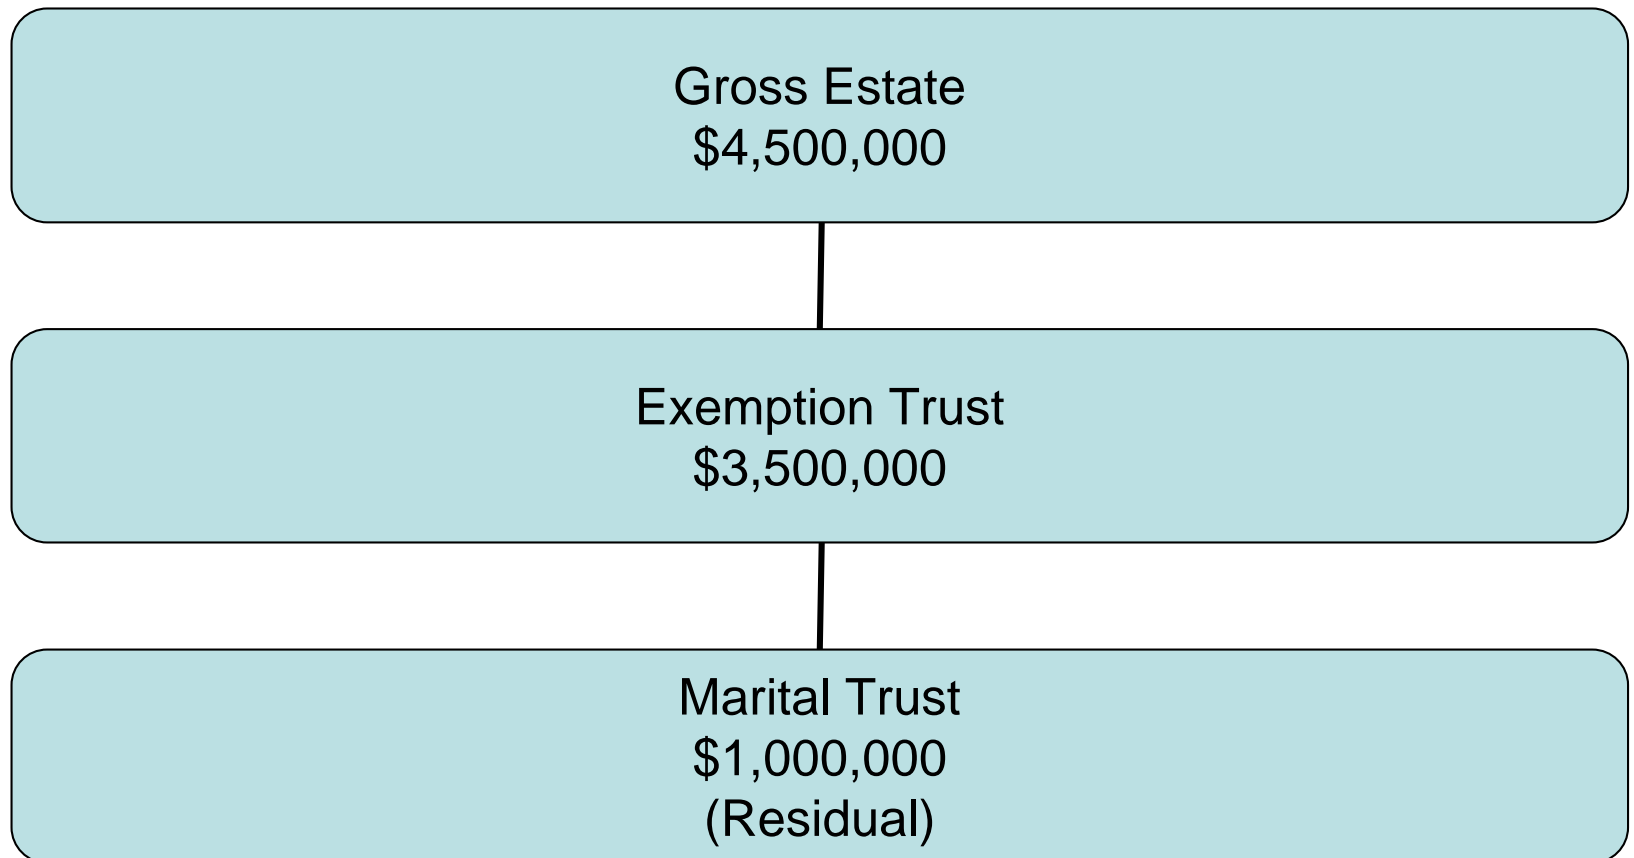 Gross Estate
$4,500,000
Exemption Trust
$3,500,000
Marital Trust
$1,000,000
(Residual)